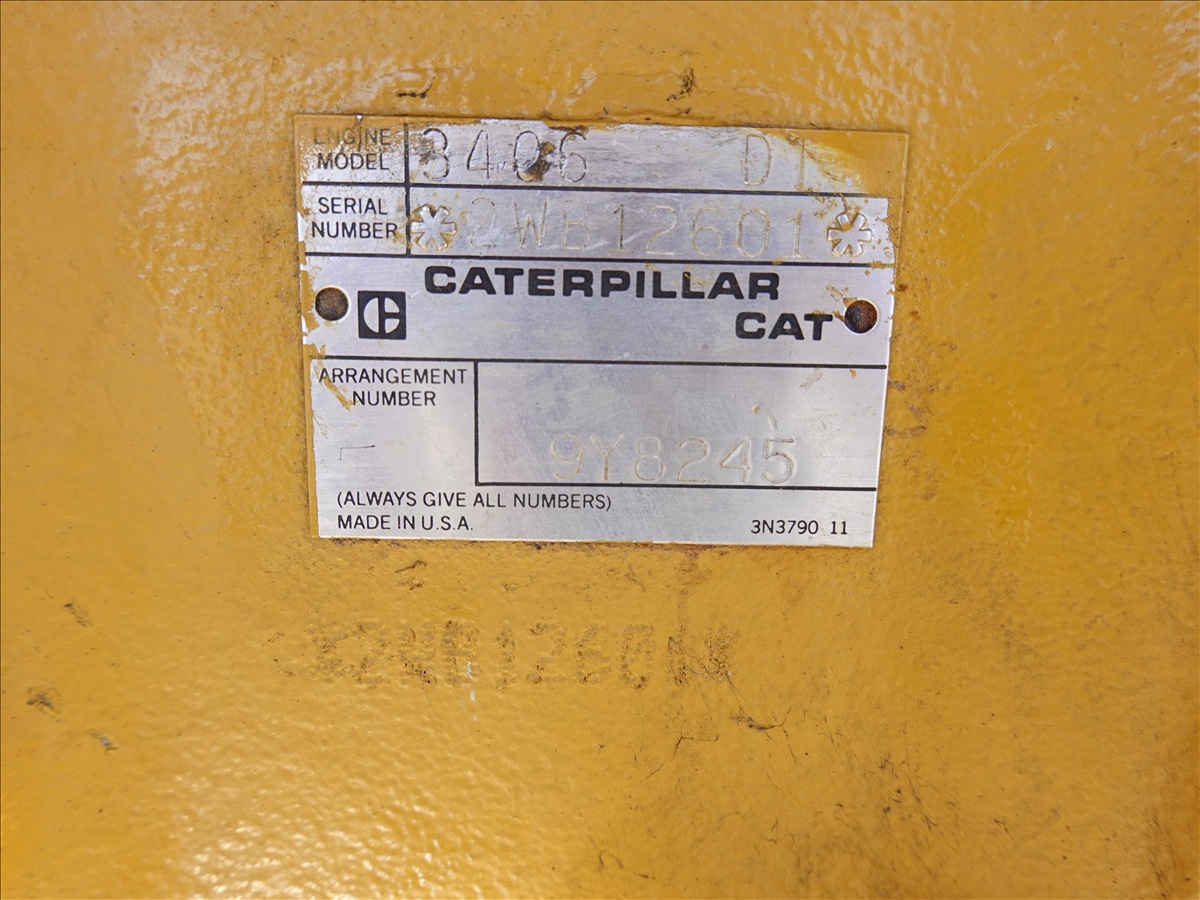 ENGINE MODEL 3406 DI
SERIAL NUMBER *2WB12601*
CATERPILLAR
C CAT
ARRANGEMENT NUMBER
9Y8245
(ALWAYS GIVE ALL NUMBERS)
MADE IN U.S.A. 3N3790 11
*2WB12601*